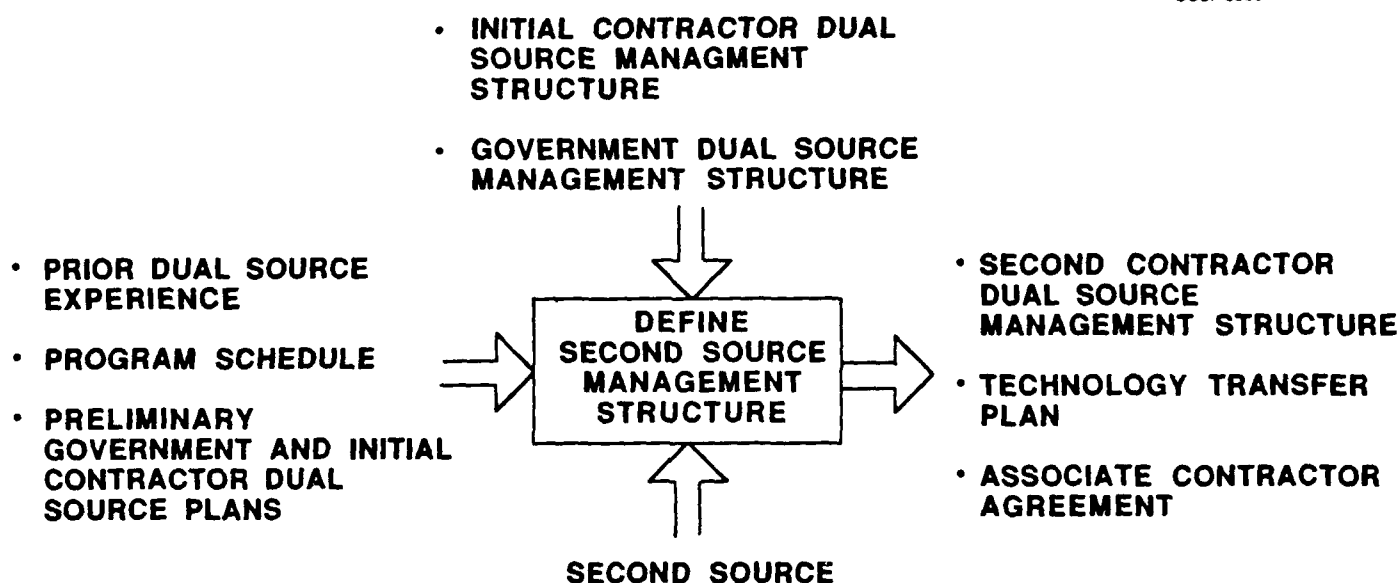 • INITIAL CONTRACTOR DUAL
SOURCE MANAGMENT
STRUCTURE
• GOVERNMENT DUAL SOURCE
MANAGEMENT STRUCTURE
• PRIOR DUAL SOURCE
EXPERIENCE
• PROGRAM SCHEDULE
• PRELIMINARY
GOVERNMENT AND INITIAL
CONTRACTOR DUAL
SOURCE PLANS
DEFINE
SECOND SOURCE
MANAGEMENT
STRUCTURE
• SECOND CONTRACTOR
DUAL SOURCE
MANAGEMENT STRUCTURE
• TECHNOLOGY TRANSFER
PLAN
• ASSOCIATE CONTRACTOR
AGREEMENT
SECOND SOURCE